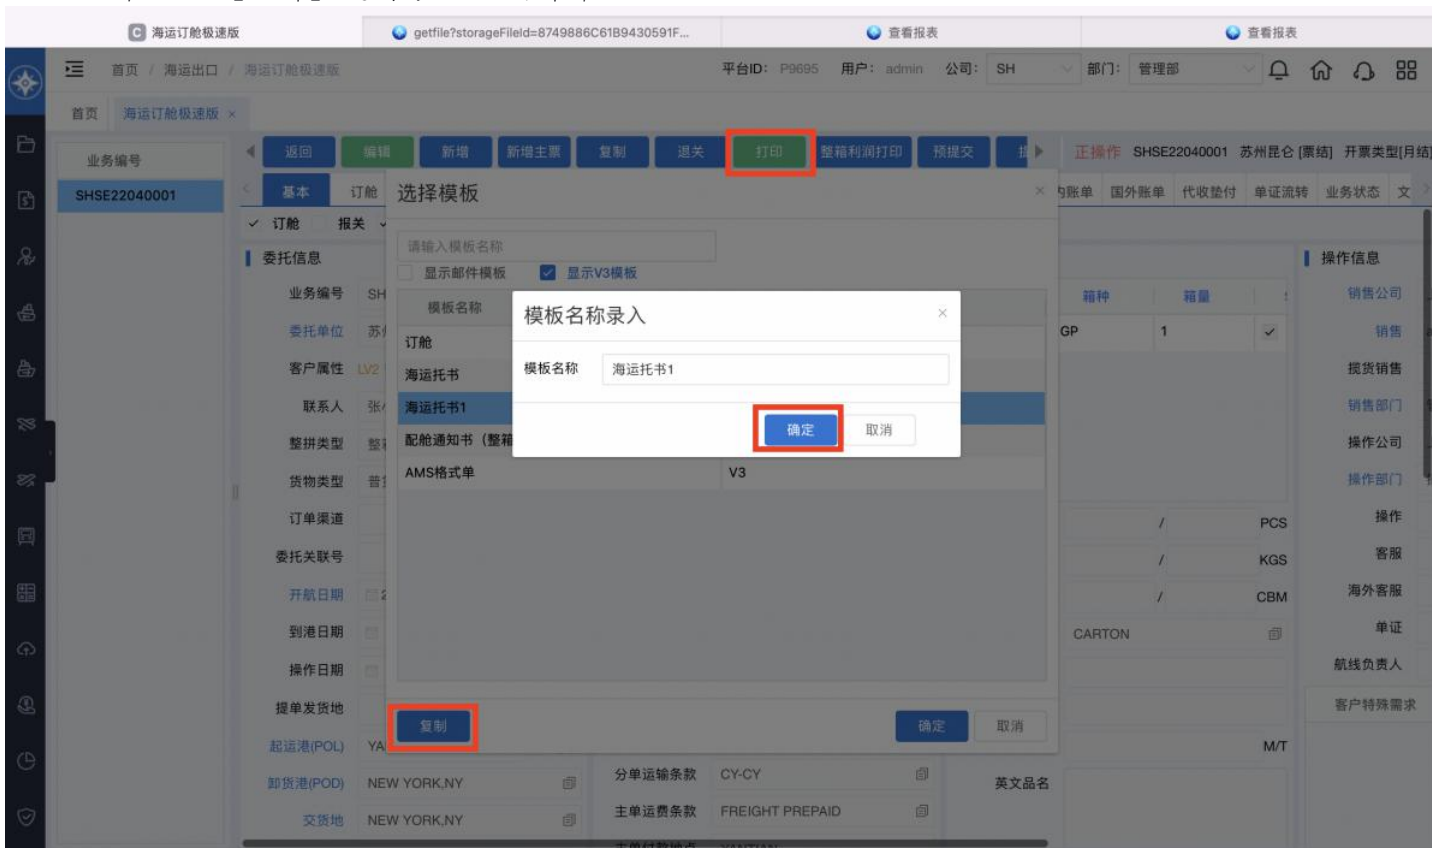 海运订舱极速版
getfile?storageFileId=8749886C61B9430591F...
查看报表
查看报表
首页 / 海运出口 / 海运订舱极速版
平台ID: P9695 用户: admin 公司: SH 部门: 管理部
首页 海运订舱极速版 ×
业务编号
SHSE22040001
返回 编辑 新增 新增主票 复制 退关 打印 整箱利润打印 预提交
正操作 SHSE22040001 苏州昆仑 [票结] 开票类型[月结
基本 订舱
账单 国外账单 代收垫付 单证流转 业务状态 文
订舱 报关
选择模板 ×
请输入模板名称
显示邮件模板 显示V3模板
模板名称
订舱
海运托书
海运托书1
配舱通知书（整箱
AMS格式单 V3
模板名称录入 ×
模板名称 海运托书1
确定 取消
复制 确定 取消
委托信息
业务编号 SH
委托单位 苏
客户属性 LV2
联系人 张
整拼类型 整
货物类型 普
订单渠道
委托关联号
开航日期 2
到港日期
操作日期
提单发货地
起运港(POL) YA
卸货港(POD) NEW YORK,NY
交货地 NEW YORK,NY
分单运输条款 CY-CY
主单运费条款 FREIGHT PREPAID
英文品名
箱种 箱量
GP 1
/ PCS
/ KGS
/ CBM
CARTON
M/T
操作信息
销售公司
销售
揽货销售
销售部门
操作公司
操作部门
操作
客服
海外客服
单证
航线负责人
客户特殊需求